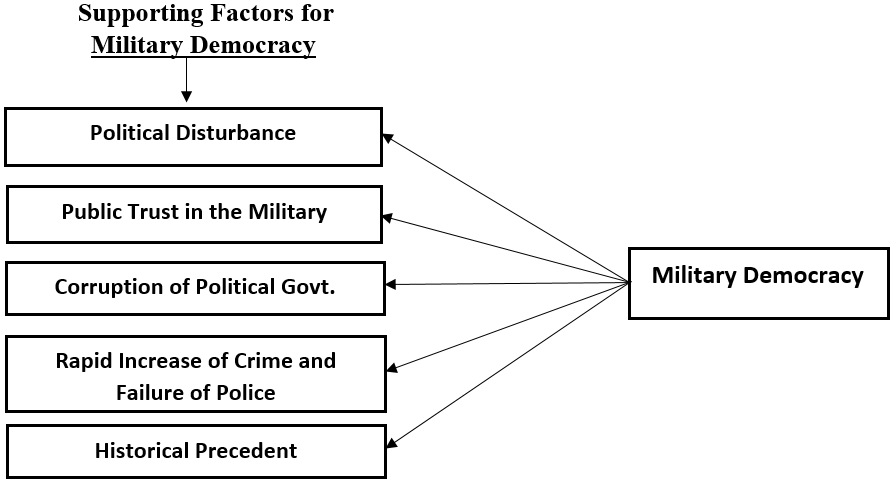 Supporting Factors for
Military Democracy
Political Disturbance
Public Trust in the Military
Corruption of Political Govt.
Rapid Increase of Crime and
Failure of Police
Historical Precedent
Military Democracy